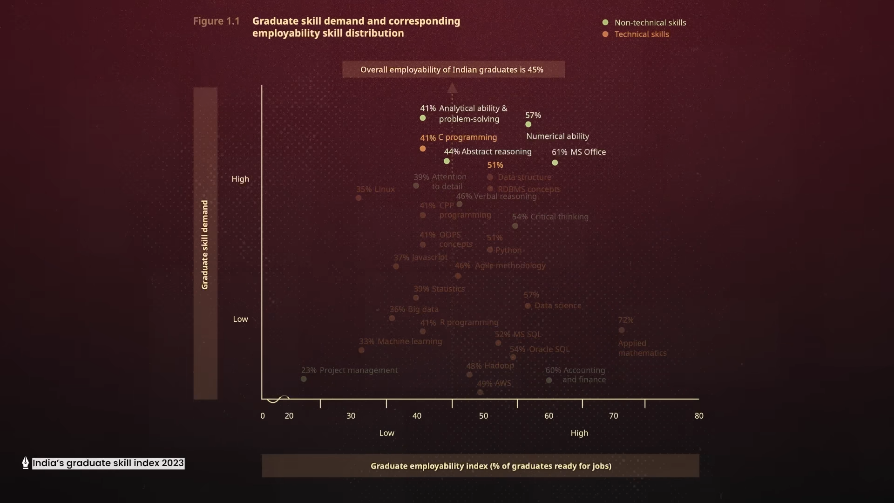 Figure 1.1 Graduate skill demand and corresponding
employability skill distribution
Non-technical skills
Technical skills
Overall employability of Indian graduates is 45%
41% Analytical ability &
problem-solving
57%
Numerical ability
41% C programming
44% Abstract reasoning
61% MS Office
51%
Data structure
RDBMS concepts
39% Attention
to detail
35% Linux
46% Verbal reasoning
41% CPP
programming
54% Critical thinking
41% OOPS
concepts
51%
Python
37% Javascript
46% Agile methodology
39% Statistics
57%
Data science
36% Big data
41% R programming
72%
Applied
mathematics
52% MS SQL
33% Machine learning
54% Oracle SQL
48% Hadoop
23% Project management
60% Accounting
and finance
49% AWS
High
Low
Graduate skill demand
0 20 30 40 50 60 70 80
Low High
Graduate employability index (% of graduates ready for jobs)
India's graduate skill index 2023